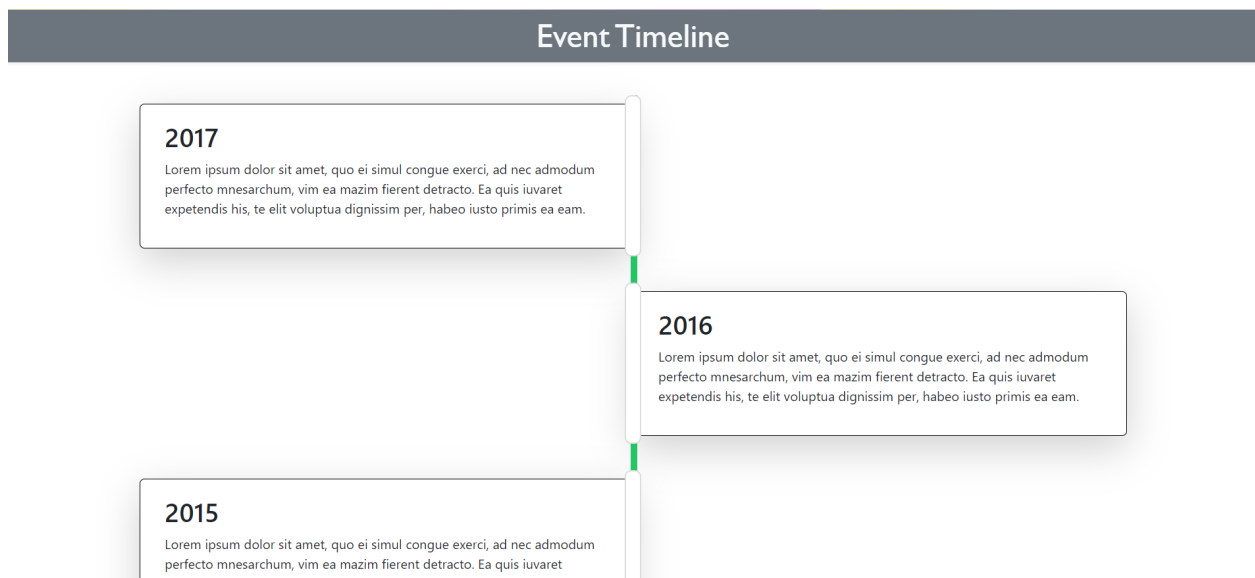 Event Timeline
2017
Lorem ipsum dolor sit amet, quo ei simul congue exerci, ad nec admodum
perfecto mnesarchum, vim ea mazim fierent detracto. Ea quis iuvaret
expetendis his, te elit voluptua dignissim per, habeo iusto primis ea eam.
2016
Lorem ipsum dolor sit amet, quo ei simul congue exerci, ad nec admodum
perfecto mnesarchum, vim ea mazim fierent detracto. Ea quis iuvaret
expetendis his, te elit voluptua dignissim per, habeo iusto primis ea eam.
2015
Lorem ipsum dolor sit amet, quo ei simul congue exerci, ad nec admodum
perfecto mnesarchum, vim ea mazim fierent detracto. Ea quis iuvaret